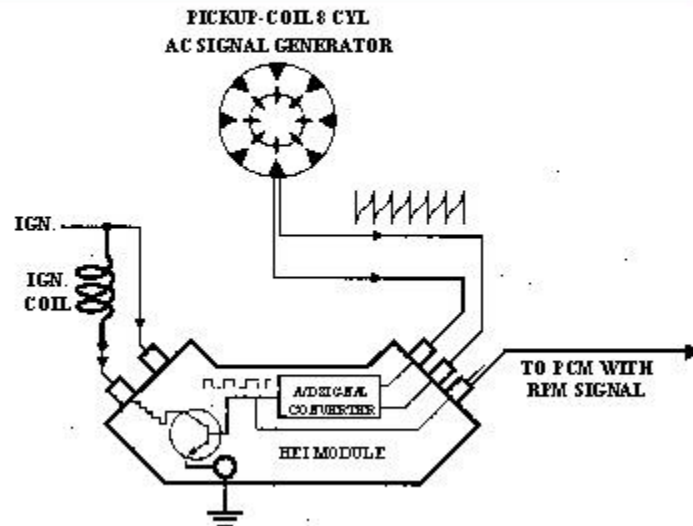 PICKUP-COIL 8 CYL
AC SIGNAL GENERATOR
IGN.
IGN.
COIL
TO PCM WITH
RPM SIGNAL
A/D SIGNAL
CONVERTER
HEI MODULE